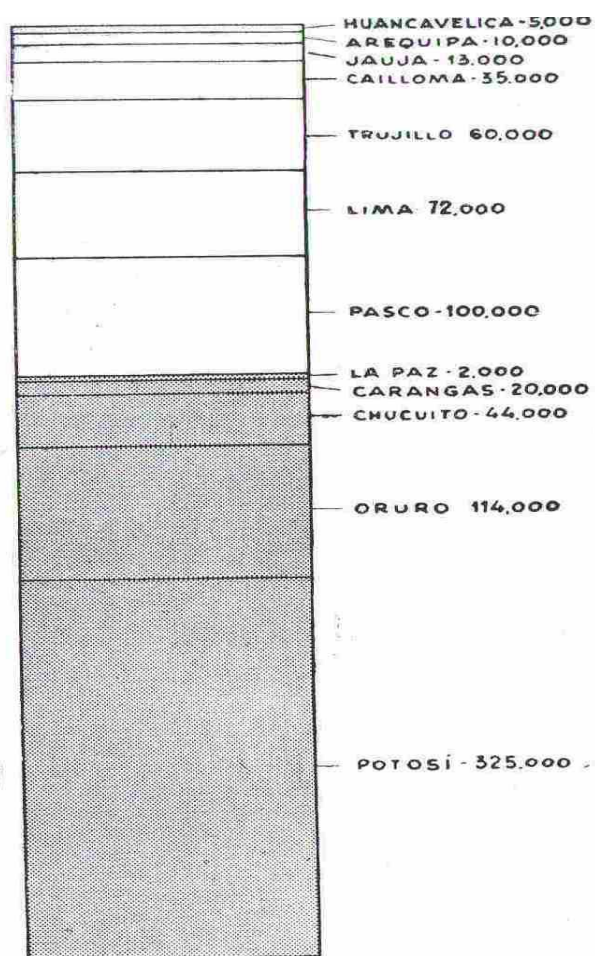 HUANCAVELICA - 5,000
AREQUIPA - 10,000
JAUJA - 13.000
CAILLOMA - 35.000
TRUJILLO 60,000
LIMA 72,000
PASCO - 100,000
LA PAZ - 2.000
CARANGAS - 20,000
CHUCUITO - 44,000
ORURO 114,000
POTOSÍ - 325.000